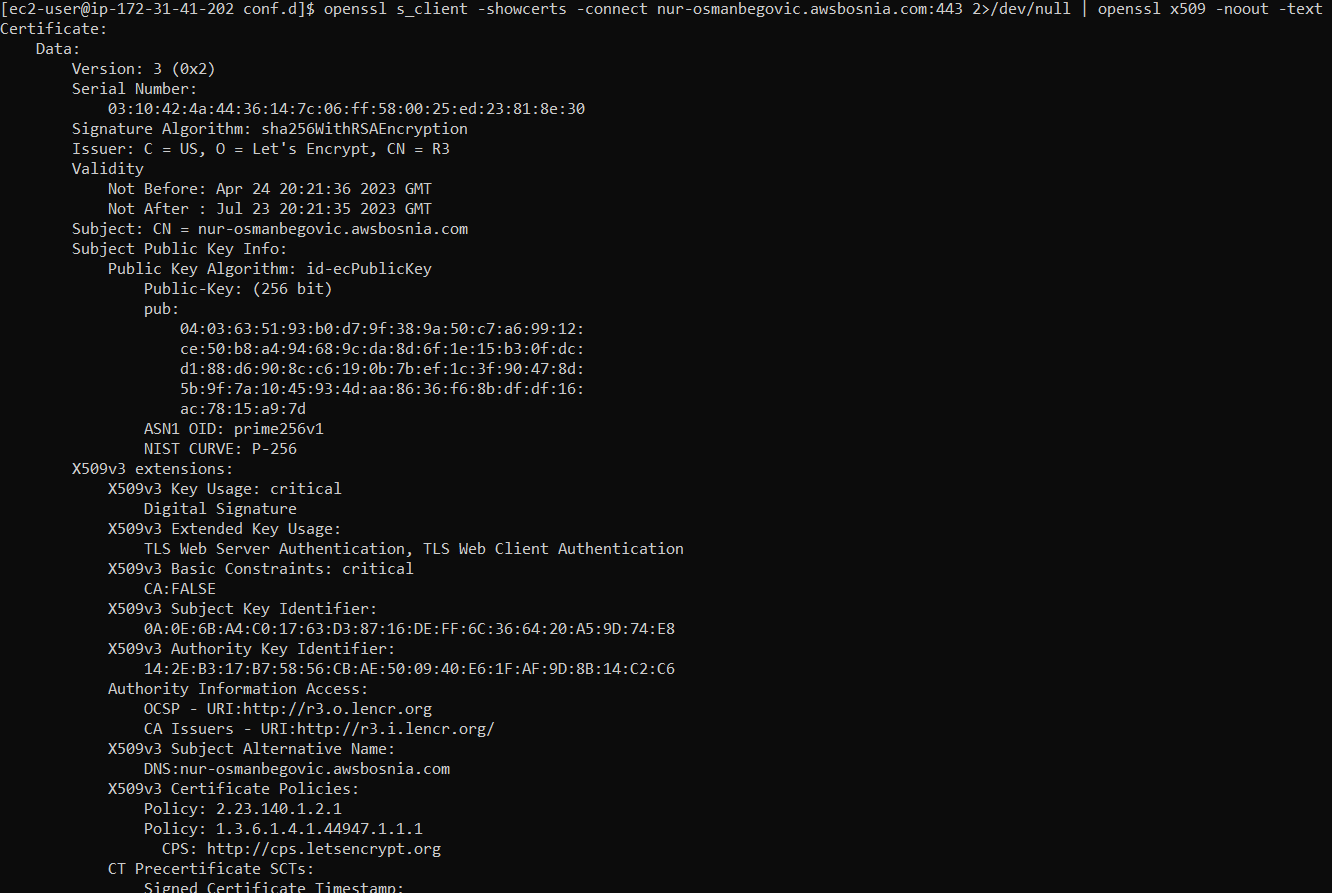 [ec2-user@ip-172-31-41-202 conf.d]$ openssl s_client -showcerts -connect nur-osmanbegovic.awsbosnia.com:443 2>/dev/null | openssl x509 -noout -text
Certificate:
    Data:
        Version: 3 (0x2)
        Serial Number:
            03:10:42:4a:44:36:14:7c:06:ff:58:00:25:ed:23:81:8e:30
        Signature Algorithm: sha256WithRSAEncryption
        Issuer: C = US, O = Let's Encrypt, CN = R3
        Validity
            Not Before: Apr 24 20:21:36 2023 GMT
            Not After : Jul 23 20:21:35 2023 GMT
        Subject: CN = nur-osmanbegovic.awsbosnia.com
        Subject Public Key Info:
            Public Key Algorithm: id-ecPublicKey
                Public-Key: (256 bit)
                pub:
                    04:03:63:51:93:b0:d7:9f:38:9a:50:c7:a6:99:12:
                    ce:50:b8:a4:94:68:9c:da:8d:6f:1e:15:b3:0f:dc:
                    d1:88:d6:90:8c:c6:19:0b:7b:ef:1c:3f:90:47:8d:
                    5b:9f:7a:10:45:93:4d:aa:86:36:f6:8b:df:df:16:
                    ac:78:15:a9:7d
                ASN1 OID: prime256v1
                NIST CURVE: P-256
        X509v3 extensions:
            X509v3 Key Usage: critical
                Digital Signature
            X509v3 Extended Key Usage:
                TLS Web Server Authentication, TLS Web Client Authentication
            X509v3 Basic Constraints: critical
                CA:FALSE
            X509v3 Subject Key Identifier:
                0A:0E:6B:A4:C0:17:63:D3:87:16:DE:FF:6C:36:64:20:A5:9D:74:E8
            X509v3 Authority Key Identifier:
                14:2E:B3:17:B7:58:56:CB:AE:50:09:40:E6:1F:AF:9D:8B:14:C2:C6
            Authority Information Access:
                OCSP - URI:http://r3.o.lencr.org
                CA Issuers - URI:http://r3.i.lencr.org/
            X509v3 Subject Alternative Name:
                DNS:nur-osmanbegovic.awsbosnia.com
            X509v3 Certificate Policies:
                Policy: 2.23.140.1.2.1
                Policy: 1.3.6.1.4.1.44947.1.1.1
                  CPS: http://cps.letsencrypt.org
            CT Precertificate SCTs:
                Signed Certificate Timestamp: